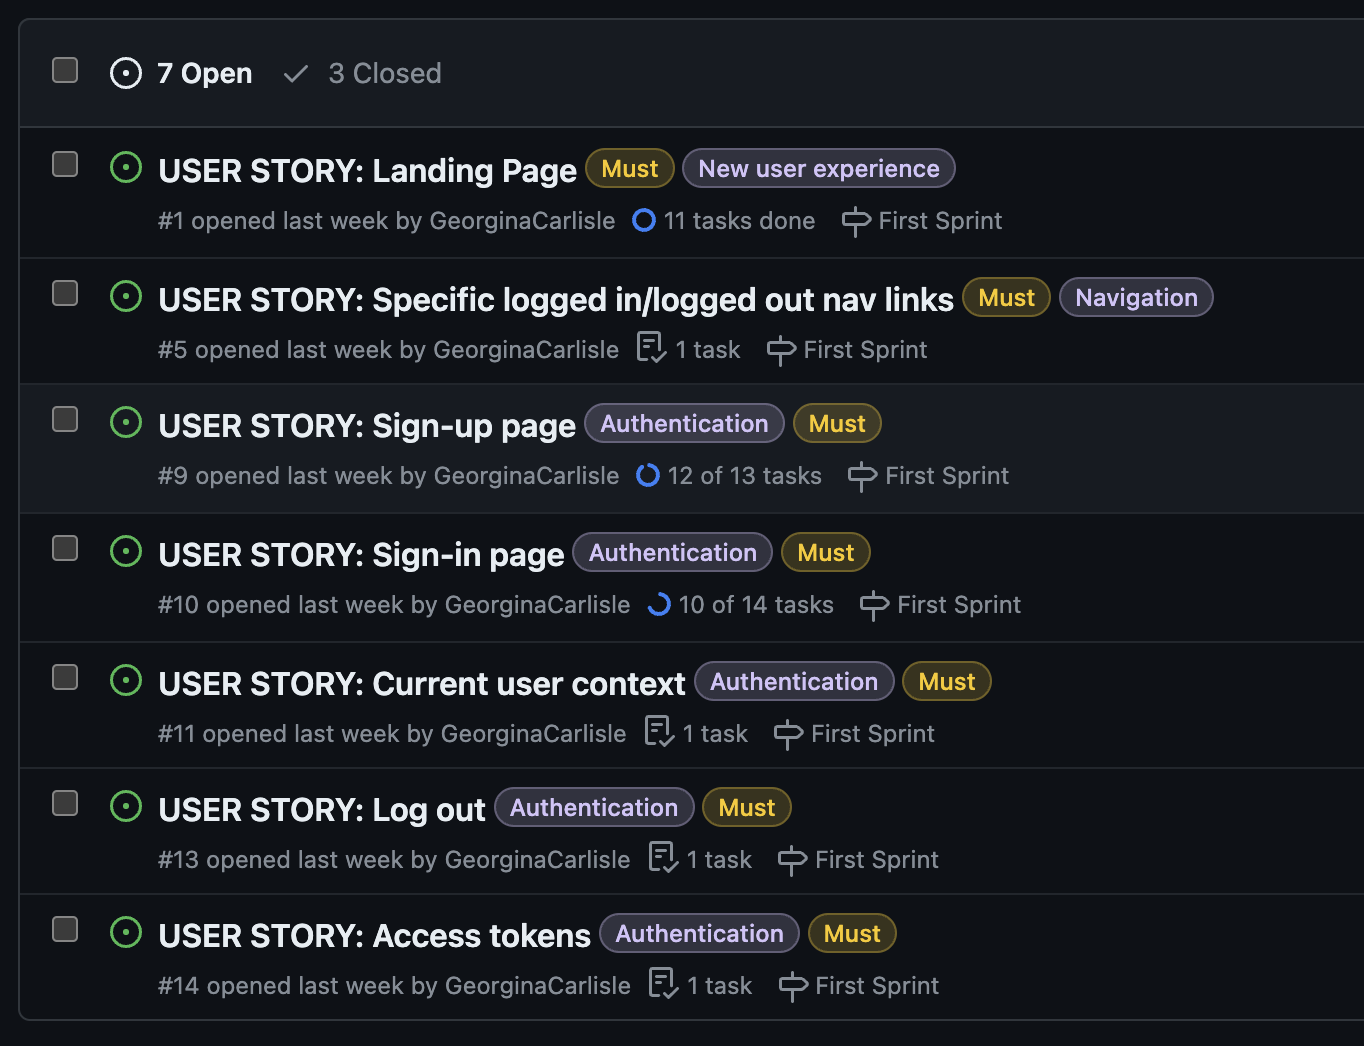 7 Open 3 Closed
USER STORY: Landing Page Must New user experience
#1 opened last week by GeorginaCarlisle 11 tasks done First Sprint
USER STORY: Specific logged in/logged out nav links Must Navigation
#5 opened last week by GeorginaCarlisle 1 task First Sprint
USER STORY: Sign-up page Authentication Must
#9 opened last week by GeorginaCarlisle 12 of 13 tasks First Sprint
USER STORY: Sign-in page Authentication Must
#10 opened last week by GeorginaCarlisle 10 of 14 tasks First Sprint
USER STORY: Current user context Authentication Must
#11 opened last week by GeorginaCarlisle 1 task First Sprint
USER STORY: Log out Authentication Must
#13 opened last week by GeorginaCarlisle 1 task First Sprint
USER STORY: Access tokens Authentication Must
#14 opened last week by GeorginaCarlisle 1 task First Sprint